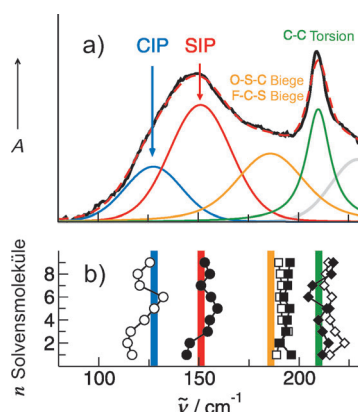 a)
CIP
SIP
C-C Torsion
O-S-C Biege
F-C-S Biege
A
b)
n Solvensmoleküle
8
6
4
2
100
150
200
ṽ / cm⁻¹